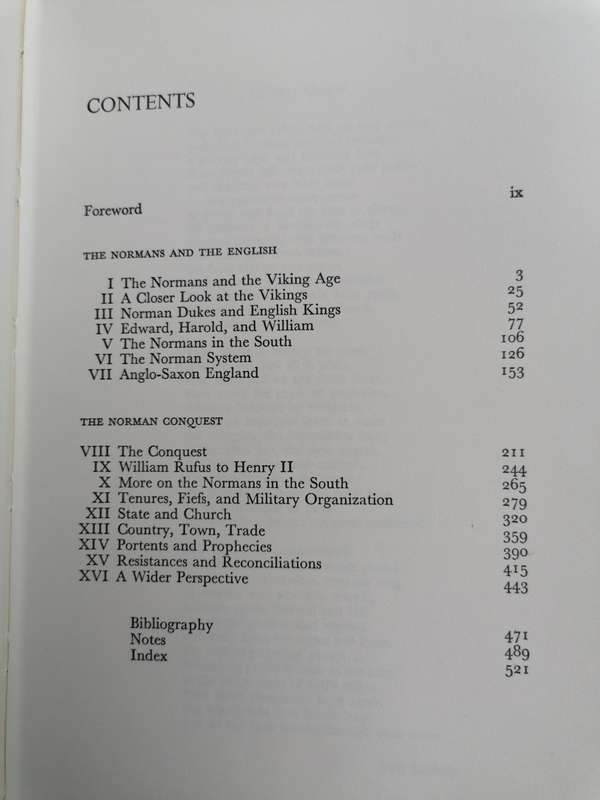 CONTENTS
Foreword ix
THE NORMANS AND THE ENGLISH
I The Normans and the Viking Age 3
II A Closer Look at the Vikings 25
III Norman Dukes and English Kings 52
IV Edward, Harold, and William 77
V The Normans in the South 106
VI The Norman System 126
VII Anglo-Saxon England 153
THE NORMAN CONQUEST
VIII The Conquest 211
IX William Rufus to Henry II 244
X More on the Normans in the South 265
XI Tenures, Fiefs, and Military Organization 279
XII State and Church 320
XIII Country, Town, Trade 359
XIV Portents and Prophecies 390
XV Resistances and Reconciliations 415
XVI A Wider Perspective 443
Bibliography 471
Notes 489
Index 521